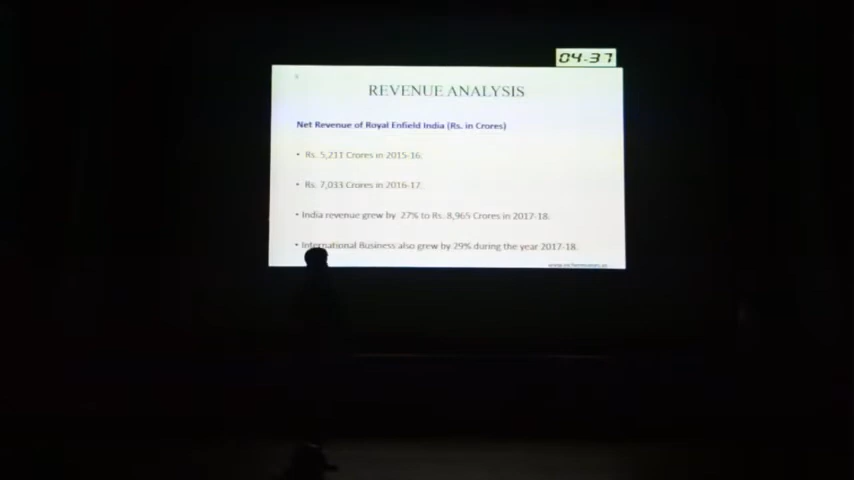 04-37
REVENUE ANALYSIS
Net Revenue of Royal Enfield India (Rs. in Crores)
• Rs. 5,211 Crores in 2015-16.
• Rs. 7,033 Crores in 2016-17.
• India revenue grew by 27% to Rs. 8,965 Crores in 2017-18.
• International Business also grew by 29% during the year 2017-18.